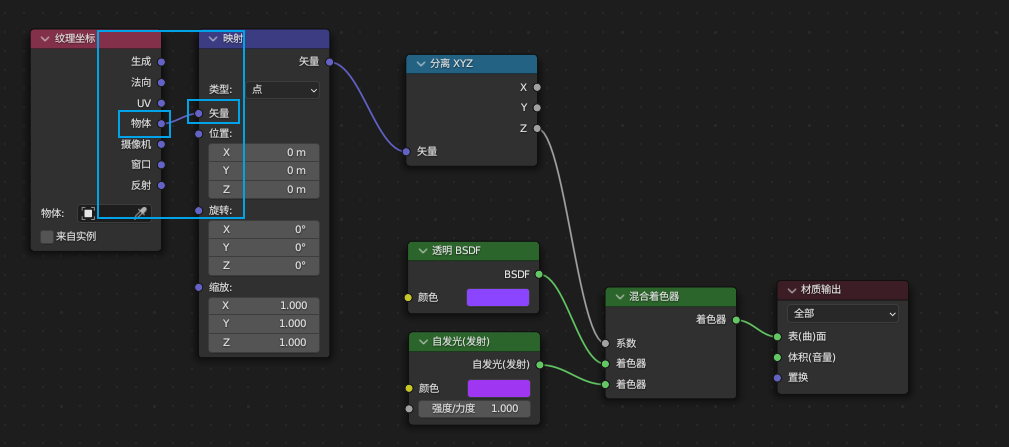 纹理坐标
生成
法向
UV
物体
摄像机
窗口
反射
物体:
来自实例
映射
矢量
类型: 点
矢量
位置:
X 0 m
Y 0 m
Z 0 m
旋转:
X 0°
Y 0°
Z 0°
缩放:
X 1.000
Y 1.000
Z 1.000
分离 XYZ
X
Y
Z
矢量
透明 BSDF
BSDF
颜色
自发光(发射)
自发光(发射)
颜色
强度/力度 1.000
混合着色器
着色器
系数
着色器
着色器
材质输出
全部
表(曲)面
体积(音量)
置换